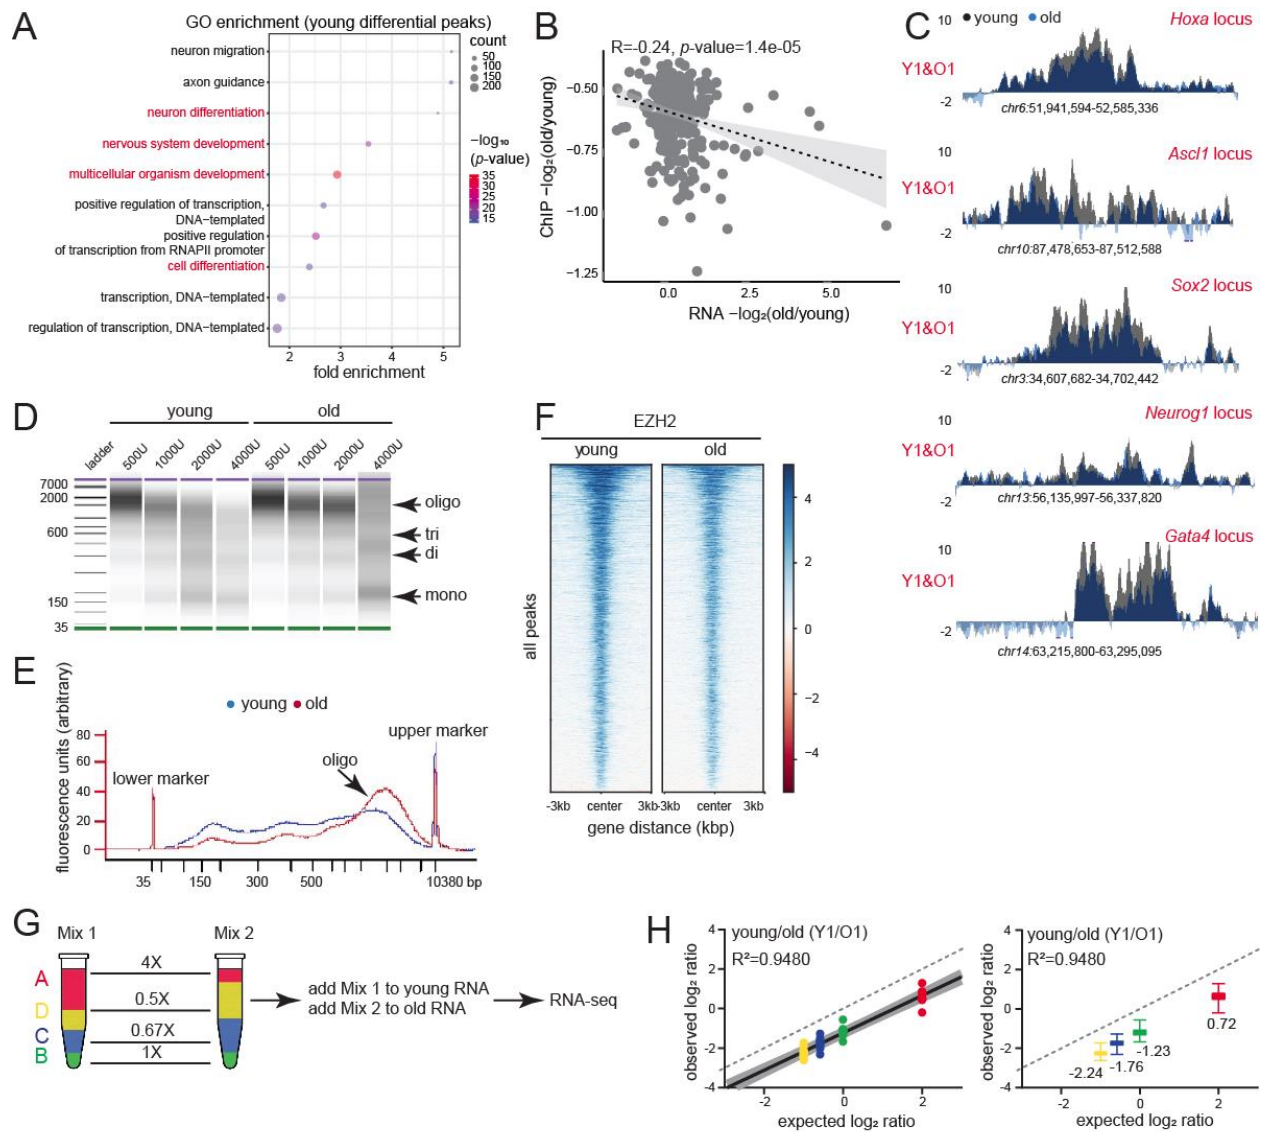 A
GO enrichment (young differential peaks)
neuron migration
axon guidance
neuron differentiation
nervous system development
multicellular organism development
positive regulation of transcription,
DNA−templated
positive regulation
of transcription from RNAPII promoter
cell differentiation
transcription, DNA−templated
regulation of transcription, DNA−templated
2 3 4 5
fold enrichment
count
50
100
150
200
−log₁₀
(p-value)
35
30
25
20
15
B
R=-0.24, p-value=1.4e-05
ChIP −log₂(old/young)
−0.50
−0.75
−1.00
−1.25
0.0 2.5 5.0
RNA −log₂(old/young)
C
young old
10
Hoxa locus
Y1&O1
-2
chr6:51,941,594-52,585,336
10
Ascl1 locus
Y1&O1
-2
chr10:87,478,653-87,512,588
10
Sox2 locus
Y1&O1
-2
chr3:34,607,682-34,702,442
10
Neurog1 locus
Y1&O1
-2
chr13:56,135,997-56,337,820
10
Gata4 locus
Y1&O1
-2
chr14:63,215,800-63,295,095
D
young old
ladder 500U 1000U 2000U 4000U 500U 1000U 2000U 4000U
7000
2000
600
150
35
oligo
tri
di
mono
E
fluorescence units (arbitrary)
young old
upper marker
oligo
lower marker
80
60
40
20
0
35 150 300 500 10380 bp
F
EZH2
young old
all peaks
-3kb center 3kb -3kb center 3kb
gene distance (kbp)
4
2
0
−2
−4
G
Mix 1 Mix 2
A
D
C
B
4X
0.5X
0.67X
1X
add Mix 1 to young RNA
add Mix 2 to old RNA
RNA-seq
H
young/old (Y1/O1)
R²=0.9480
observed log₂ ratio
4
2
0
-2
-4
-2 0 2
expected log₂ ratio
young/old (Y1/O1)
R²=0.9480
observed log₂ ratio
4
2
0
-2
-4
0.72
-1.23
-1.76
-2.24
-2 0 2
expected log₂ ratio